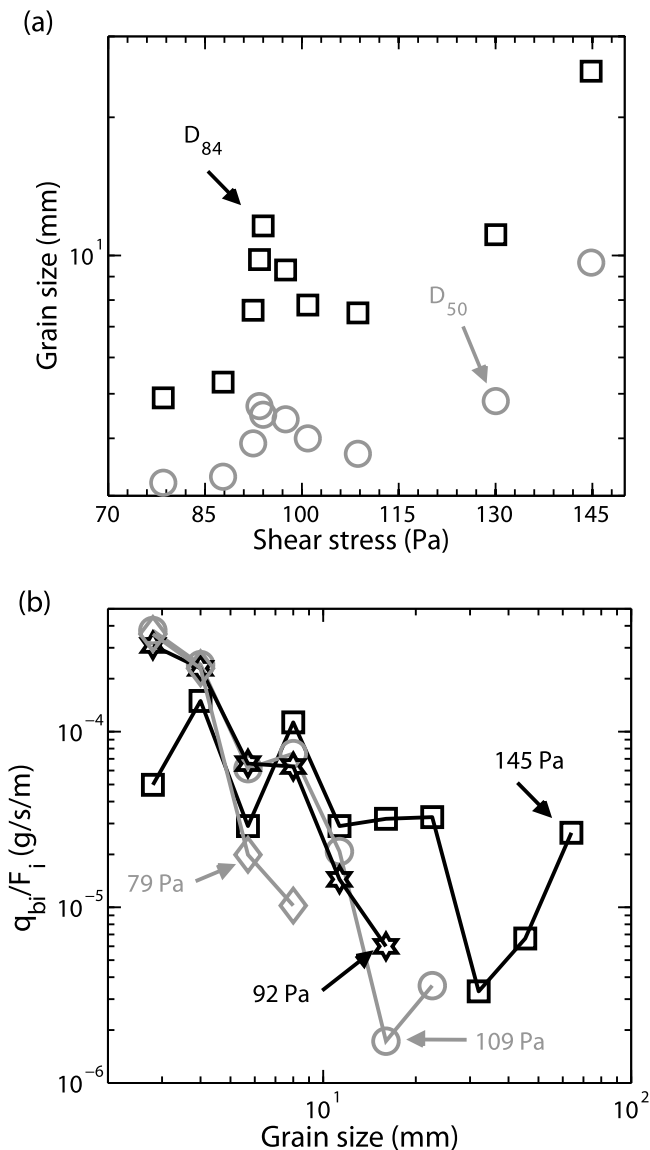 (a)
D84
Grain size (mm)
10^1
D50
70 85 100 115 130 145
Shear stress (Pa)
(b)
10^-4
145 Pa
qbi/Fi (g/s/m)
79 Pa
10^-5
92 Pa
109 Pa
10^-6
10^1 10^2
Grain size (mm)